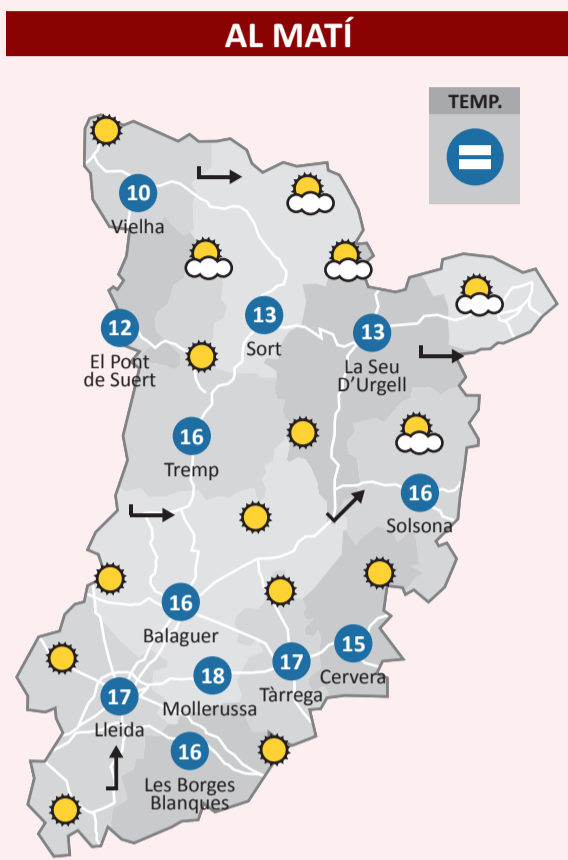 AL MATÍ
TEMP.
10
Vielha
12
El Pont
de Suert
13
Sort
13
La Seu
D'Urgell
16
Tremp
16
Solsona
16
Balaguer
15
Cervera
17
Tàrrega
18
Mollerussa
17
Lleida
16
Les Borges
Blanques